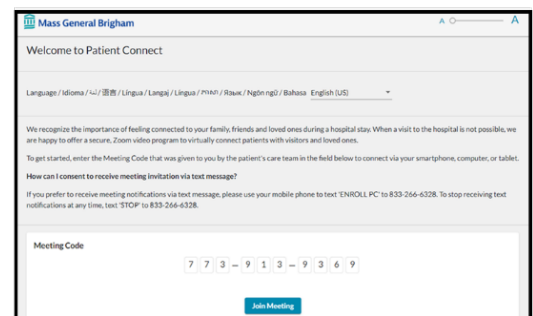 Mass General Brigham
A A
Welcome to Patient Connect
Language / Idioma / لغة / 语言 / Língua / Langaj / Lingua / ភាសា / Язык / Ngôn ngữ / Bahasa English (US)
We recognize the importance of feeling connected to your family, friends and loved ones during a hospital stay. When a visit to the hospital is not possible, we
are happy to offer a secure, Zoom video program to virtually connect patients with visitors and loved ones.
To get started, enter the Meeting Code that was given to you by the patient's care team in the field below to connect via your smartphone, computer, or tablet.
How can I consent to receive meeting invitation via text message?
If you prefer to receive meeting notifications via text message, please use your mobile phone to text 'ENROLL PC' to 833-266-6328. To stop receiving text
notifications at any time, text 'STOP' to 833-266-6328.
Meeting Code
7 7 3 – 9 1 3 – 9 3 6 9
Join Meeting